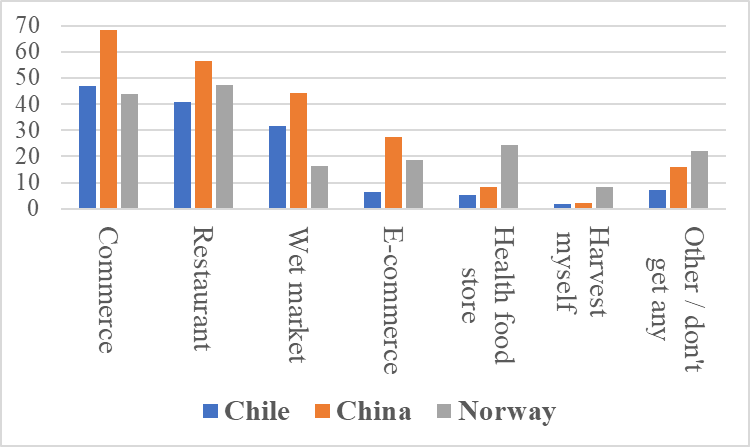 70
60
50
40
30
20
10
0
Commerce
Restaurant
Wet market
E-commerce
Health food
store
Harvest
myself
Other / don't
get any
Chile China Norway